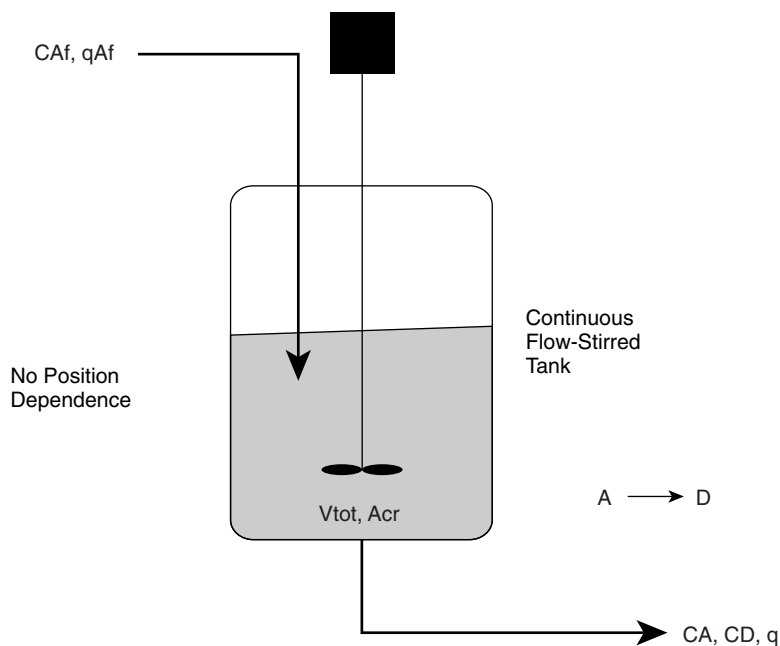 CAf, qAf
Continuous
Flow-Stirred
Tank
No Position
Dependence
A
D
Vtot, Acr
CA, CD, q